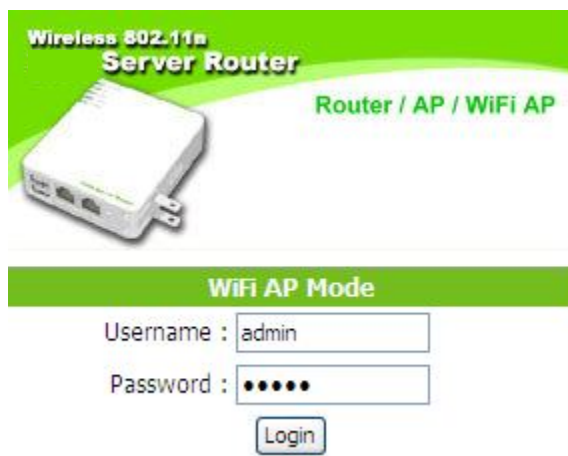 Wireless 802.11n
Server Router
Router / AP / WiFi AP
WiFi AP Mode
Username : admin
Password : •••••
Login